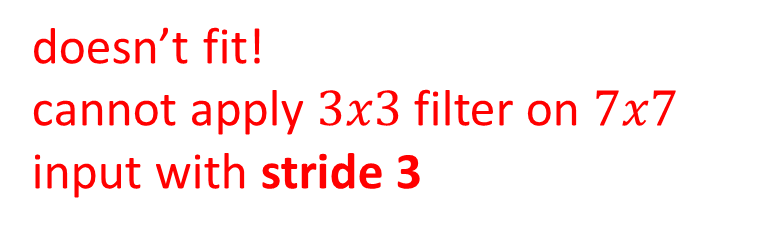 doesn’t fit!
cannot apply 3x3 filter on 7x7
input with stride 3